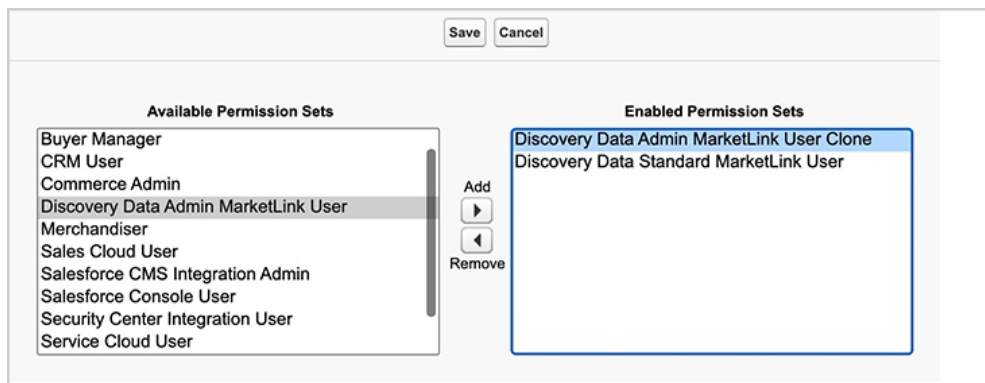 Save Cancel
Available Permission Sets
Buyer Manager
CRM User
Commerce Admin
Discovery Data Admin MarketLink User
Merchandiser
Sales Cloud User
Salesforce CMS Integration Admin
Salesforce Console User
Security Center Integration User
Service Cloud User
Add
Remove
Enabled Permission Sets
Discovery Data Admin MarketLink User Clone
Discovery Data Standard MarketLink User